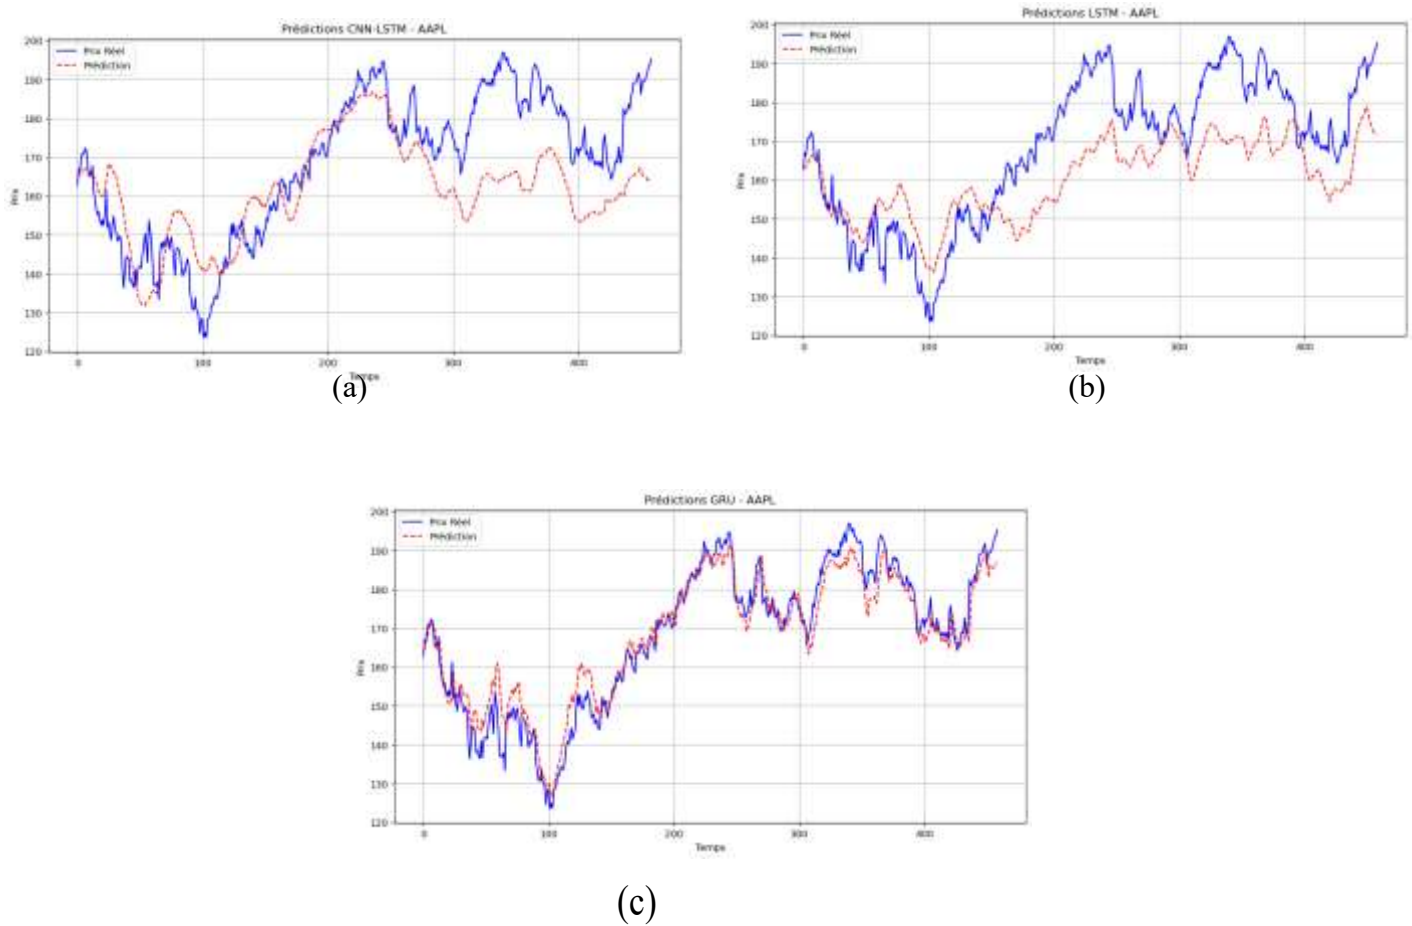 Prédictions CNN-LSTM - AAPL
200
190
180
170
160
150
140
130
120
Prix
Prix Réel
Prédiction
0 100 200 300 400
Temps
(a)
Prédictions LSTM - AAPL
200
190
180
170
160
150
140
130
120
Prix
Prix Réel
Prédiction
0 100 200 300 400
Temps
(b)
Prédictions GRU - AAPL
200
190
180
170
160
150
140
130
120
Prix
Prix Réel
Prédiction
0 100 200 300 400
Temps
(c)